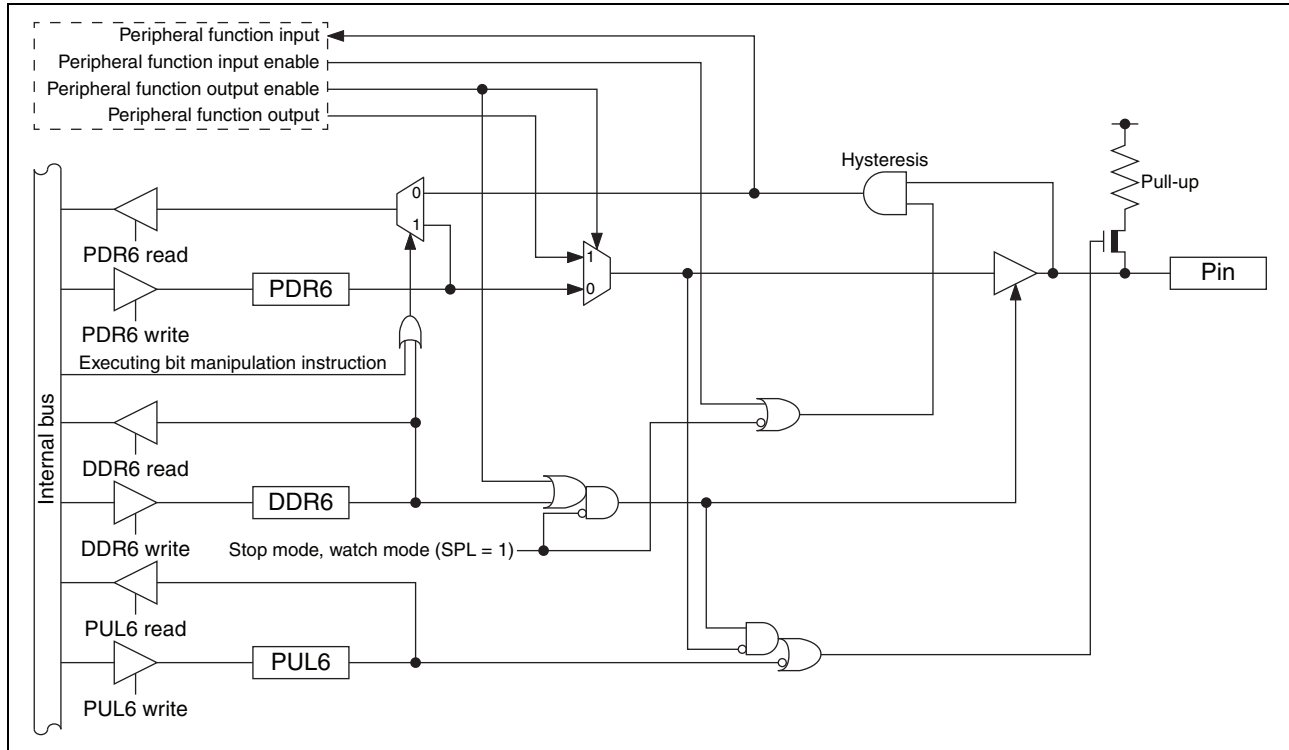 Peripheral function input
Peripheral function input enable
Peripheral function output enable
Peripheral function output
Hysteresis
Pull-up
0
1
PDR6 read
1
0
PDR6
Pin
PDR6 write
Executing bit manipulation instruction
Internal bus
DDR6 read
DDR6
DDR6 write
Stop mode, watch mode (SPL = 1)
PUL6 read
PUL6
PUL6 write